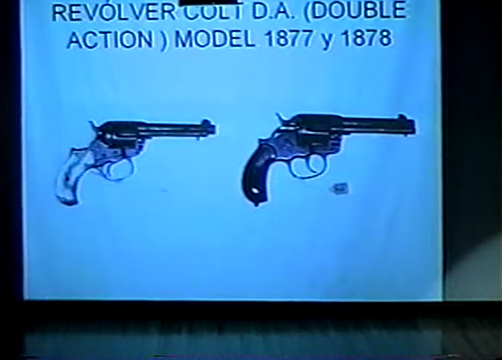 REVÓLVER COLT D.A. (DOUBLE
ACTION ) MODEL 1877 y 1878